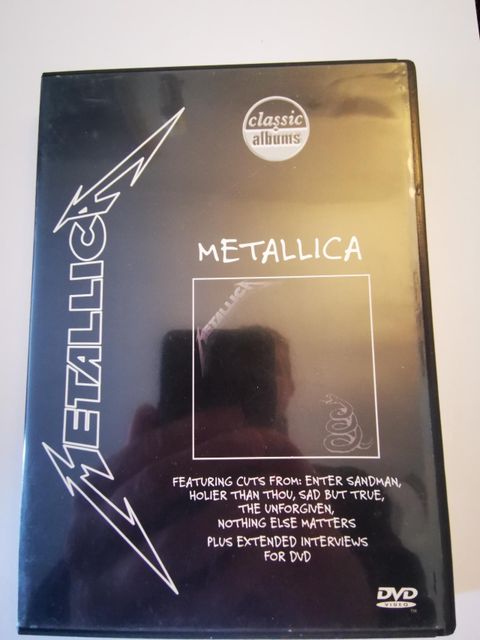 classic
albums
METALLICA
METALLICA
METALLICA
FEATURING CUTS FROM: ENTER SANDMAN,
HOLIER THAN THOU, SAD BUT TRUE,
THE UNFORGIVEN,
NOTHING ELSE MATTERS
PLUS EXTENDED INTERVIEWS
FOR DVD
DVD
VIDEO
TM